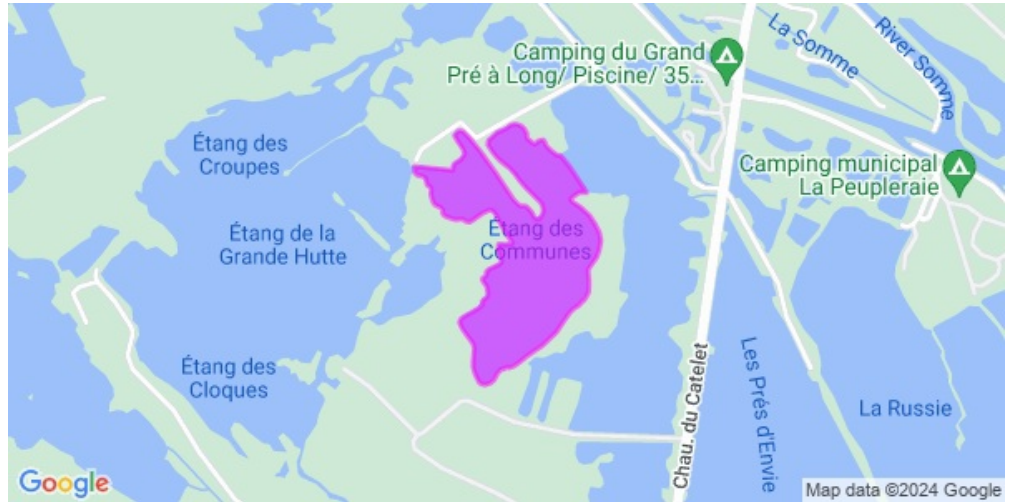 Camping du Grand
Pré à Long/ Piscine/ 35...
La Somme
River Somme
Étang des
Croupes
Camping municipal
La Peupleraie
Étang de la
Grande Hutte
Étang des
Communes
Étang des
Cloques
Chau. du Catelet
Les Prés d'Envie
La Russie
Google
Map data ©2024 Google